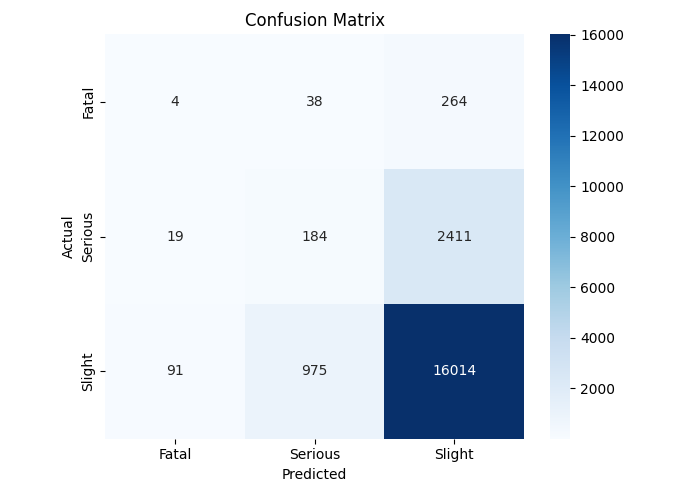 Confusion Matrix
Actual
Fatal
Serious
Slight
4 38 264
19 184 2411
91 975 16014
Fatal Serious Slight
Predicted
16000
14000
12000
10000
8000
6000
4000
2000